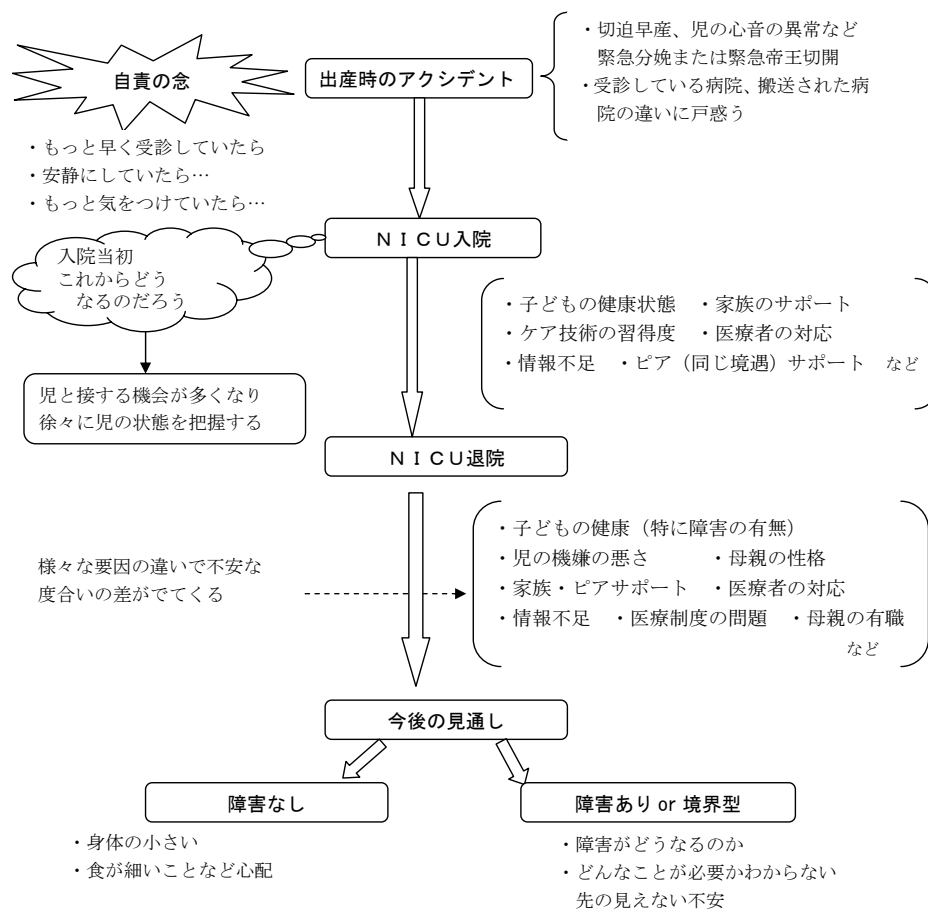 自責の念
出産時のアクシデント
・切迫早産、児の心音の異常など
緊急分娩または緊急帝王切開
・受診している病院、搬送された病
院の違いに戸惑う
・もっと早く受診していたら
・安静にしていたら…
・もっと気をつけていたら…
ＮＩＣＵ入院
入院当初
これからどう
なるのだろう
・子どもの健康状態　・家族のサポート
・ケア技術の習得度　・医療者の対応
・情報不足　・ピア（同じ境遇）サポート　など
児と接する機会が多くなり
徐々に児の状態を把握する
ＮＩＣＵ退院
様々な要因の違いで不安な
度合いの差がでてくる
・子どもの健康（特に障害の有無）
・児の機嫌の悪さ　・母親の性格
・家族・ピアサポート　・医療者の対応
・情報不足　・医療制度の問題　・母親の有職
など
今後の見通し
障害なし
・身体の小さい
・食が細いことなど心配
障害あり or 境界型
・障害がどうなるのか
・どんなことが必要かわからない
先の見えない不安